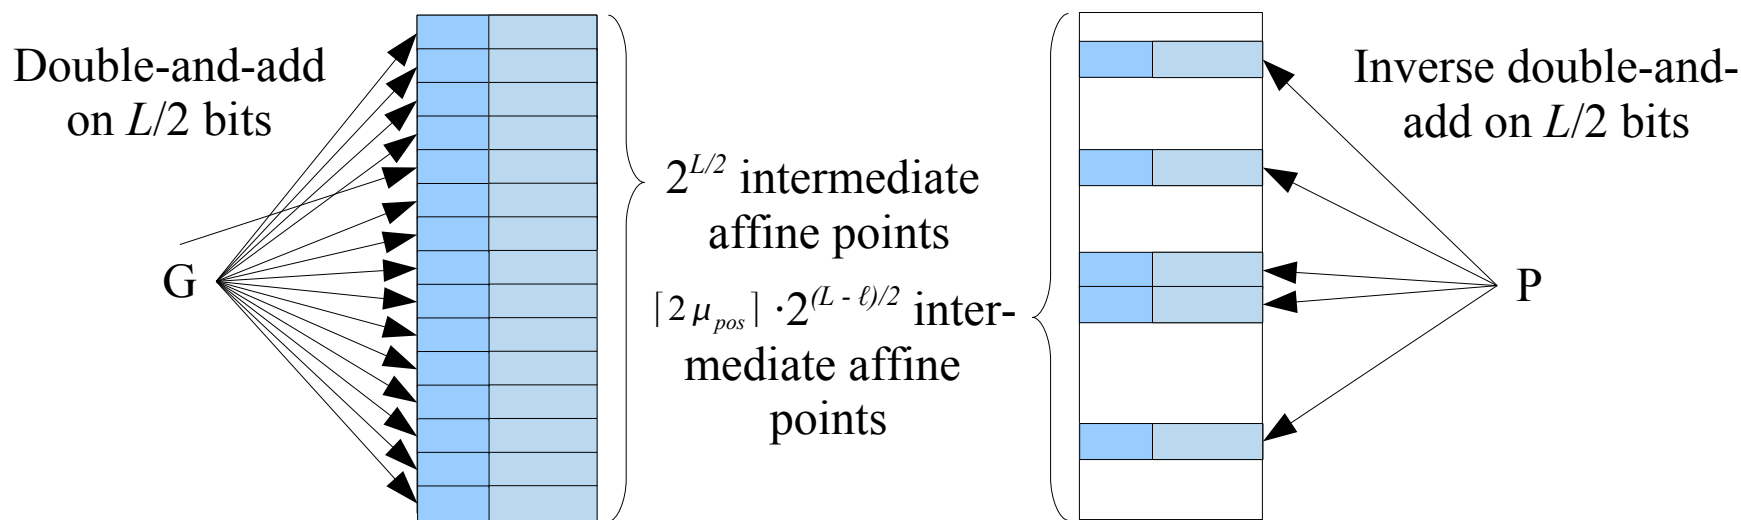 Double-and-add
on L/2 bits
G
2^{L/2} intermediate
affine points
⌈2 μ_{pos}⌉ ·2^{(L - ℓ)/2} inter-
mediate affine
points
Inverse double-and-
add on L/2 bits
P